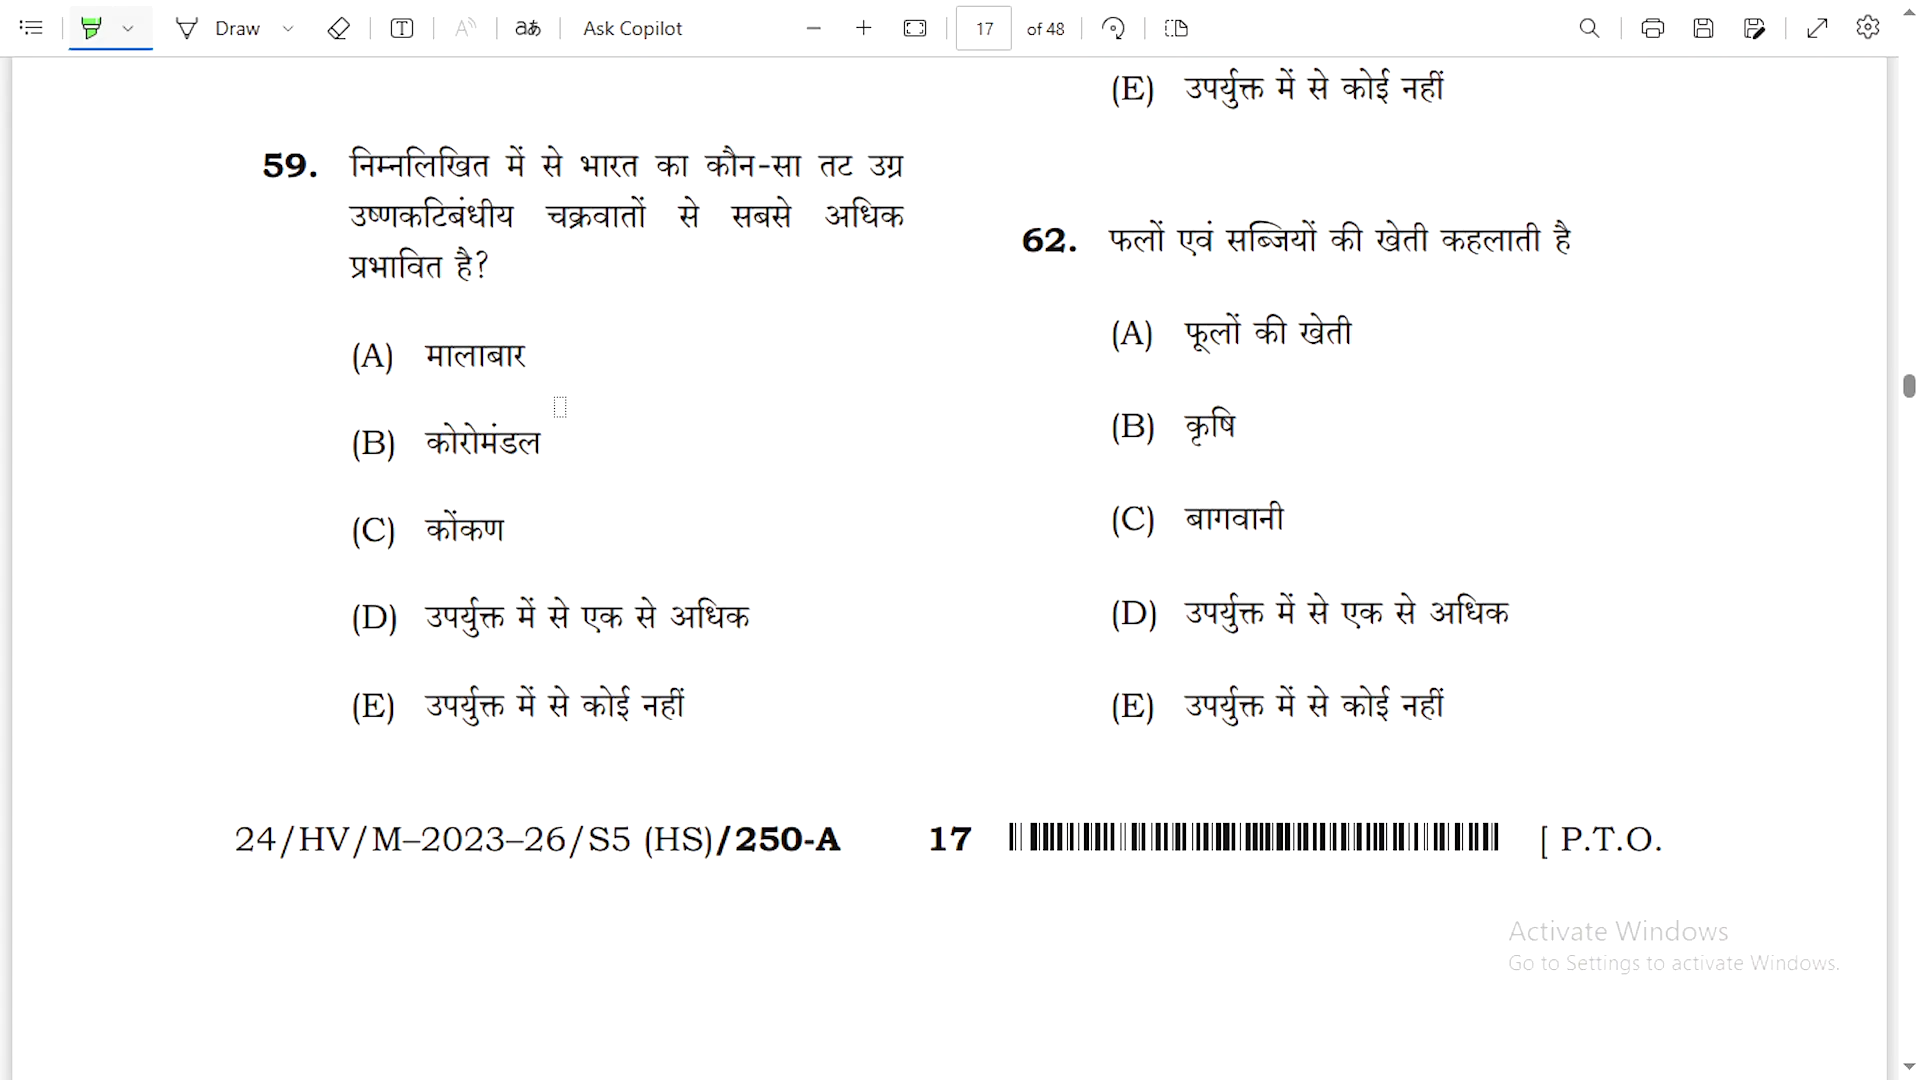 Draw
Ask Copilot
17 of 48
59. निम्नलिखित में से भारत का कौन-सा तट उग्र
उष्णकटिबंधीय चक्रवातों से सबसे अधिक
प्रभावित है?
(A) मालाबार
(B) कोरोमंडल
(C) कोंकण
(D) उपर्युक्त में से एक से अधिक
(E) उपर्युक्त में से कोई नहीं
(E) उपर्युक्त में से कोई नहीं
62. फलों एवं सब्जियों की खेती कहलाती है
(A) फूलों की खेती
(B) कृषि
(C) बागवानी
(D) उपर्युक्त में से एक से अधिक
(E) उपर्युक्त में से कोई नहीं
24/HV/M–2023–26/S5 (HS)/250-A 17 [ P.T.O.
Activate Windows
Go to Settings to activate Windows.